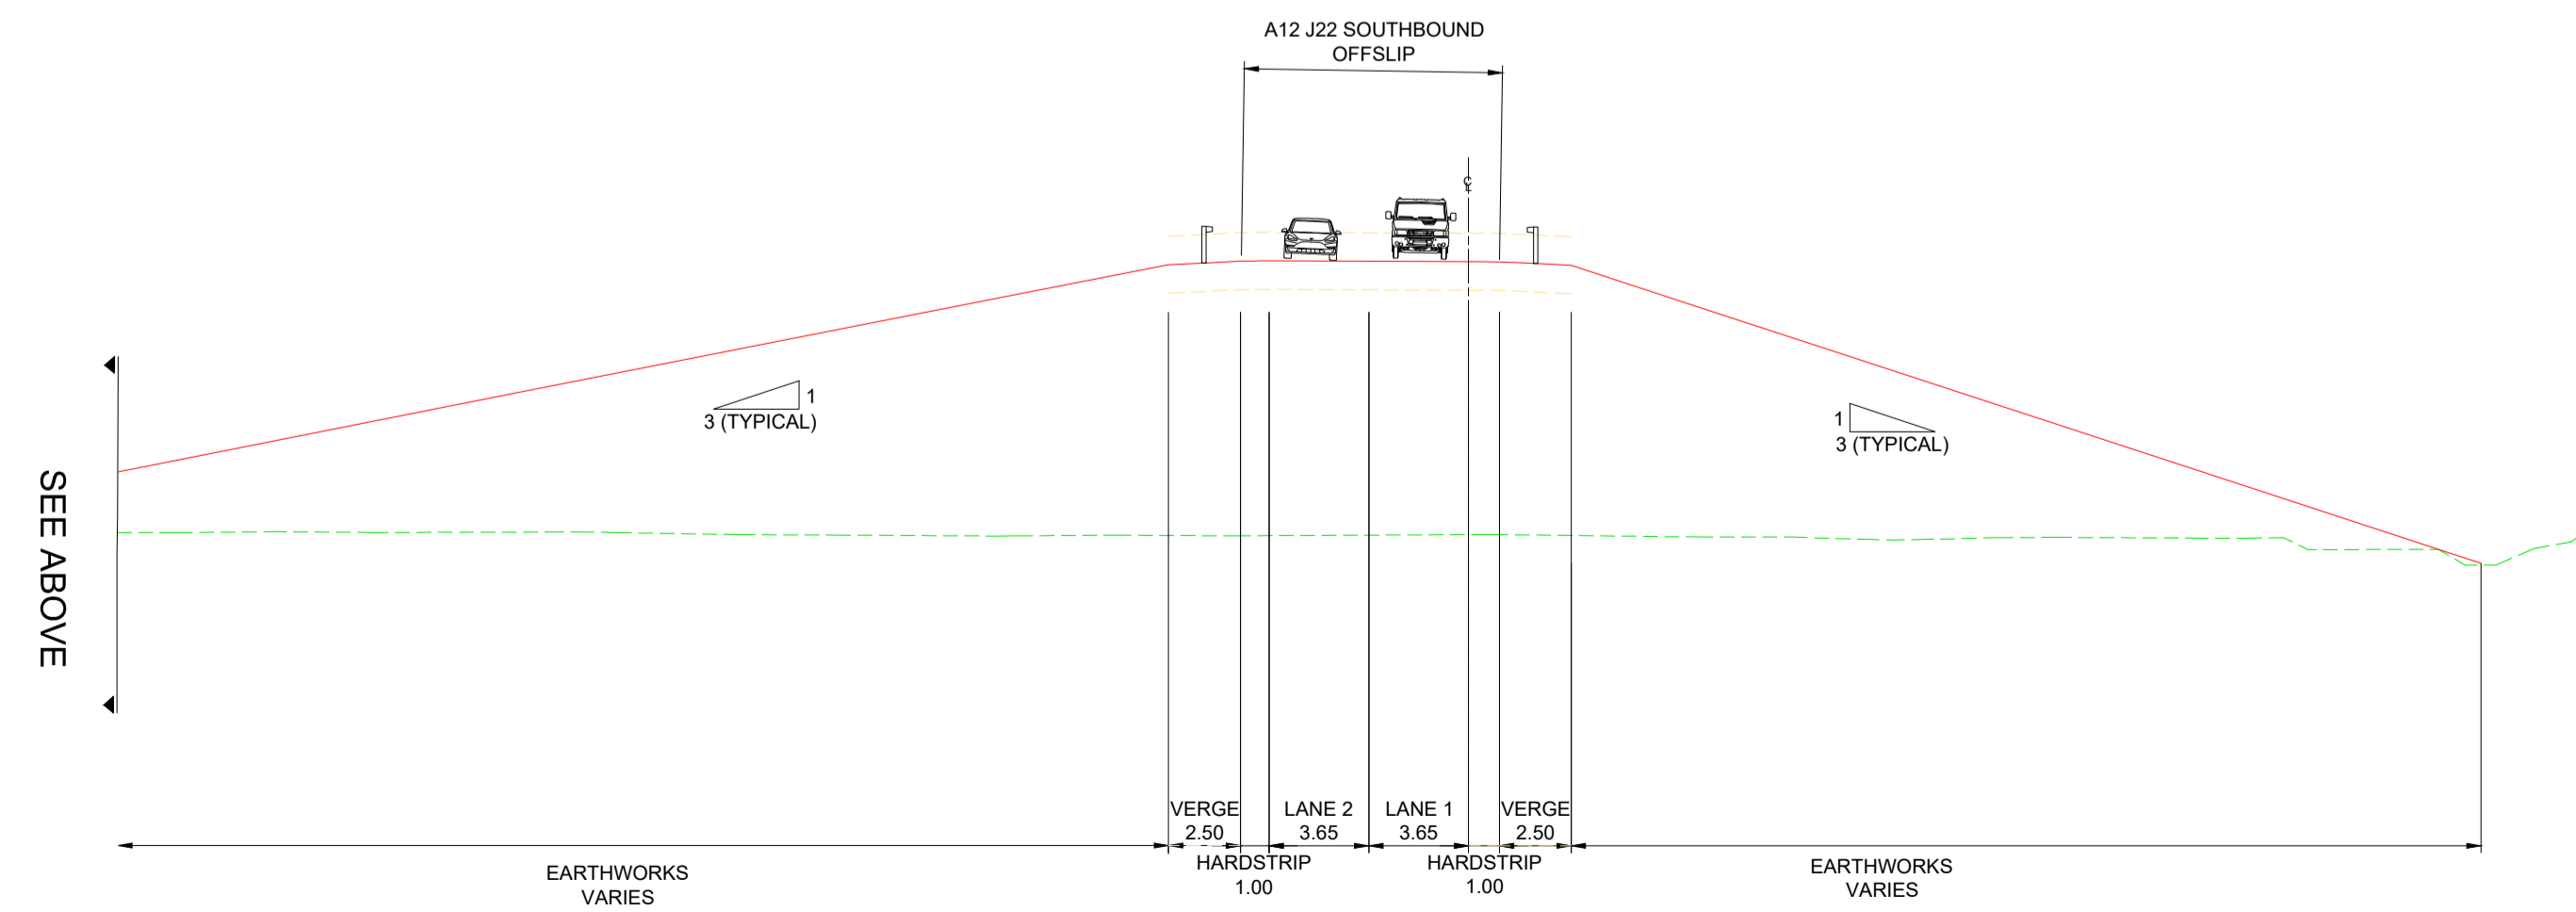 A12 J22 SOUTHBOUND
OFFSLIP
℄
1
3 (TYPICAL)
1
3 (TYPICAL)
SEE ABOVE
VERGE
2.50
LANE 2
3.65
LANE 1
3.65
VERGE
2.50
HARDSTRIP
1.00
HARDSTRIP
1.00
EARTHWORKS
VARIES
EARTHWORKS
VARIES